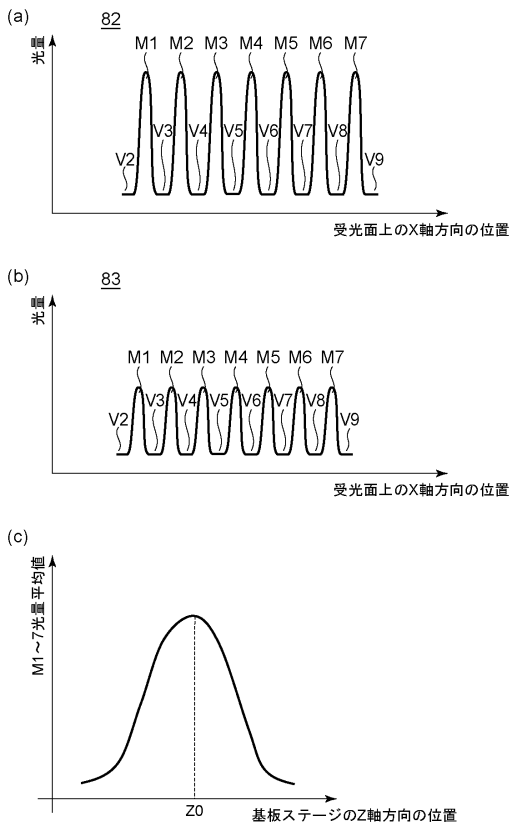 (a)
82
光量
M1 M2 M3 M4 M5 M6 M7
V2 V3 V4 V5 V6 V7 V8 V9
受光面上のX軸方向の位置
(b)
83
光量
M1 M2 M3 M4 M5 M6 M7
V2 V3 V4 V5 V6 V7 V8 V9
受光面上のX軸方向の位置
(c)
M1～7光量平均値
Z0
基板ステージのZ軸方向の位置